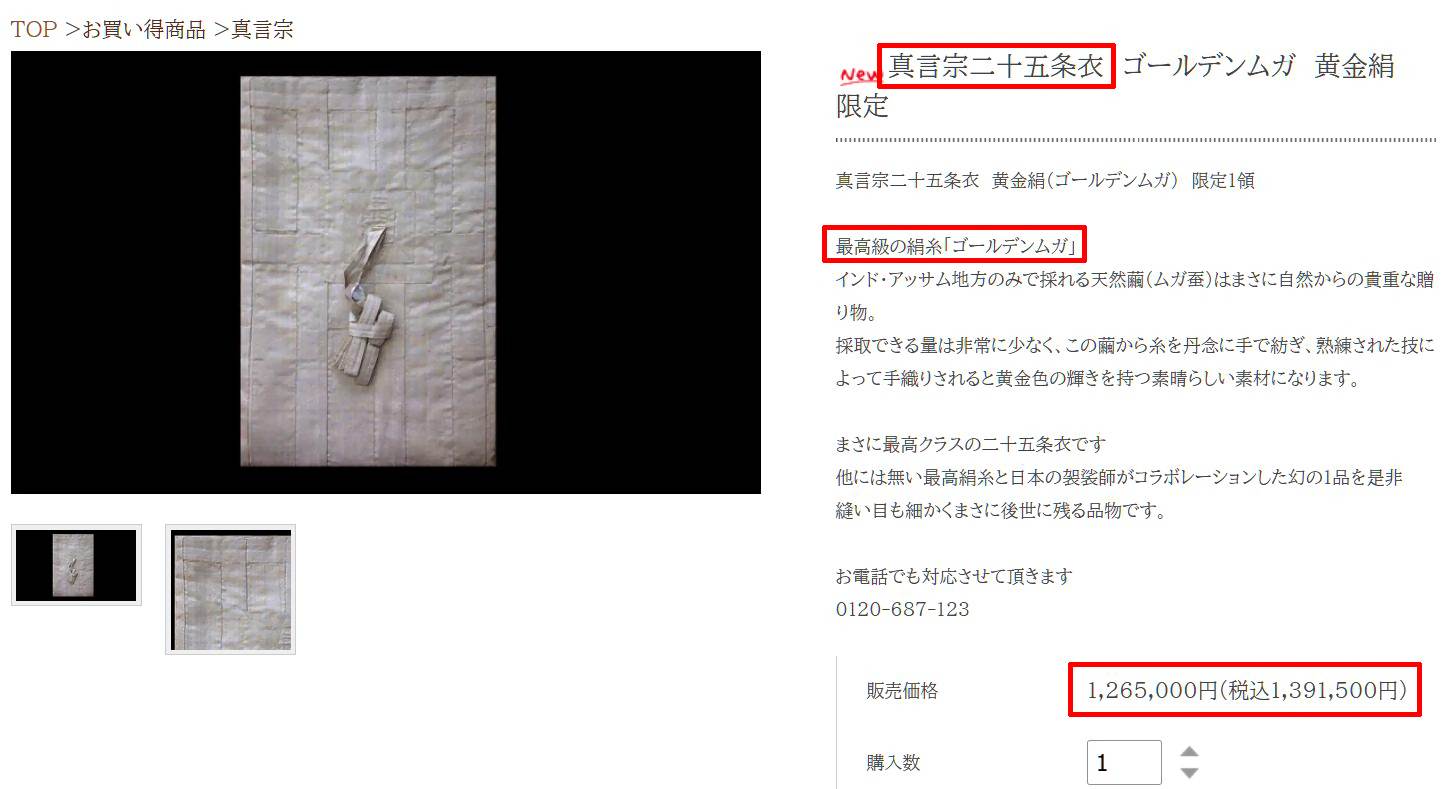 TOP ＞お買い得商品 ＞真言宗
New 真言宗二十五条衣 ゴールデンムガ　黄金絹
限定
真言宗二十五条衣　黄金絹（ゴールデンムガ）　限定1領
最高級の絹糸「ゴールデンムガ」
インド・アッサム地方のみで採れる天然繭（ムガ蚕）はまさに自然からの貴重な贈
り物。
採取できる量は非常に少なく、この繭から糸を丹念に手で紡ぎ、熟練された技に
よって手織りされると黄金色の輝きを持つ素晴らしい素材になります。
まさに最高クラスの二十五条衣です
他には無い最高絹糸と日本の袈裟師がコラボレーションした幻の1品を是非
縫い目も細かくまさに後世に残る品物です。
お電話でも対応させて頂きます
0120-687-123
販売価格 1,265,000円（税込1,391,500円）
購入数 1